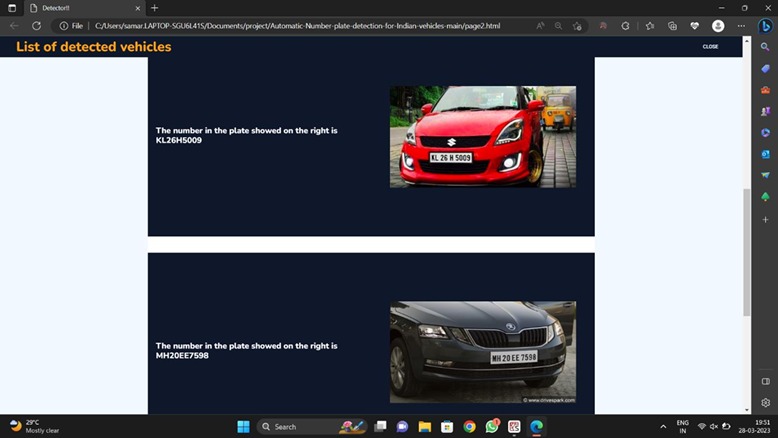 Detector!!
File
C:/Users/samar.LAPTOP-SGU6L41S/Documents/project/Automatic-Number-plate-detection-for-Indian-vehicles-main/page2.html
List of detected vehicles
CLOSE
The number in the plate showed on the right is
KL26H5009
KL 26 H 5009
The number in the plate showed on the right is
MH20EE7598
MH 20 EE 7598
© www.drivespark.com
29°C
Mostly clear
Search
ENG
IN
19:51
28-03-2023